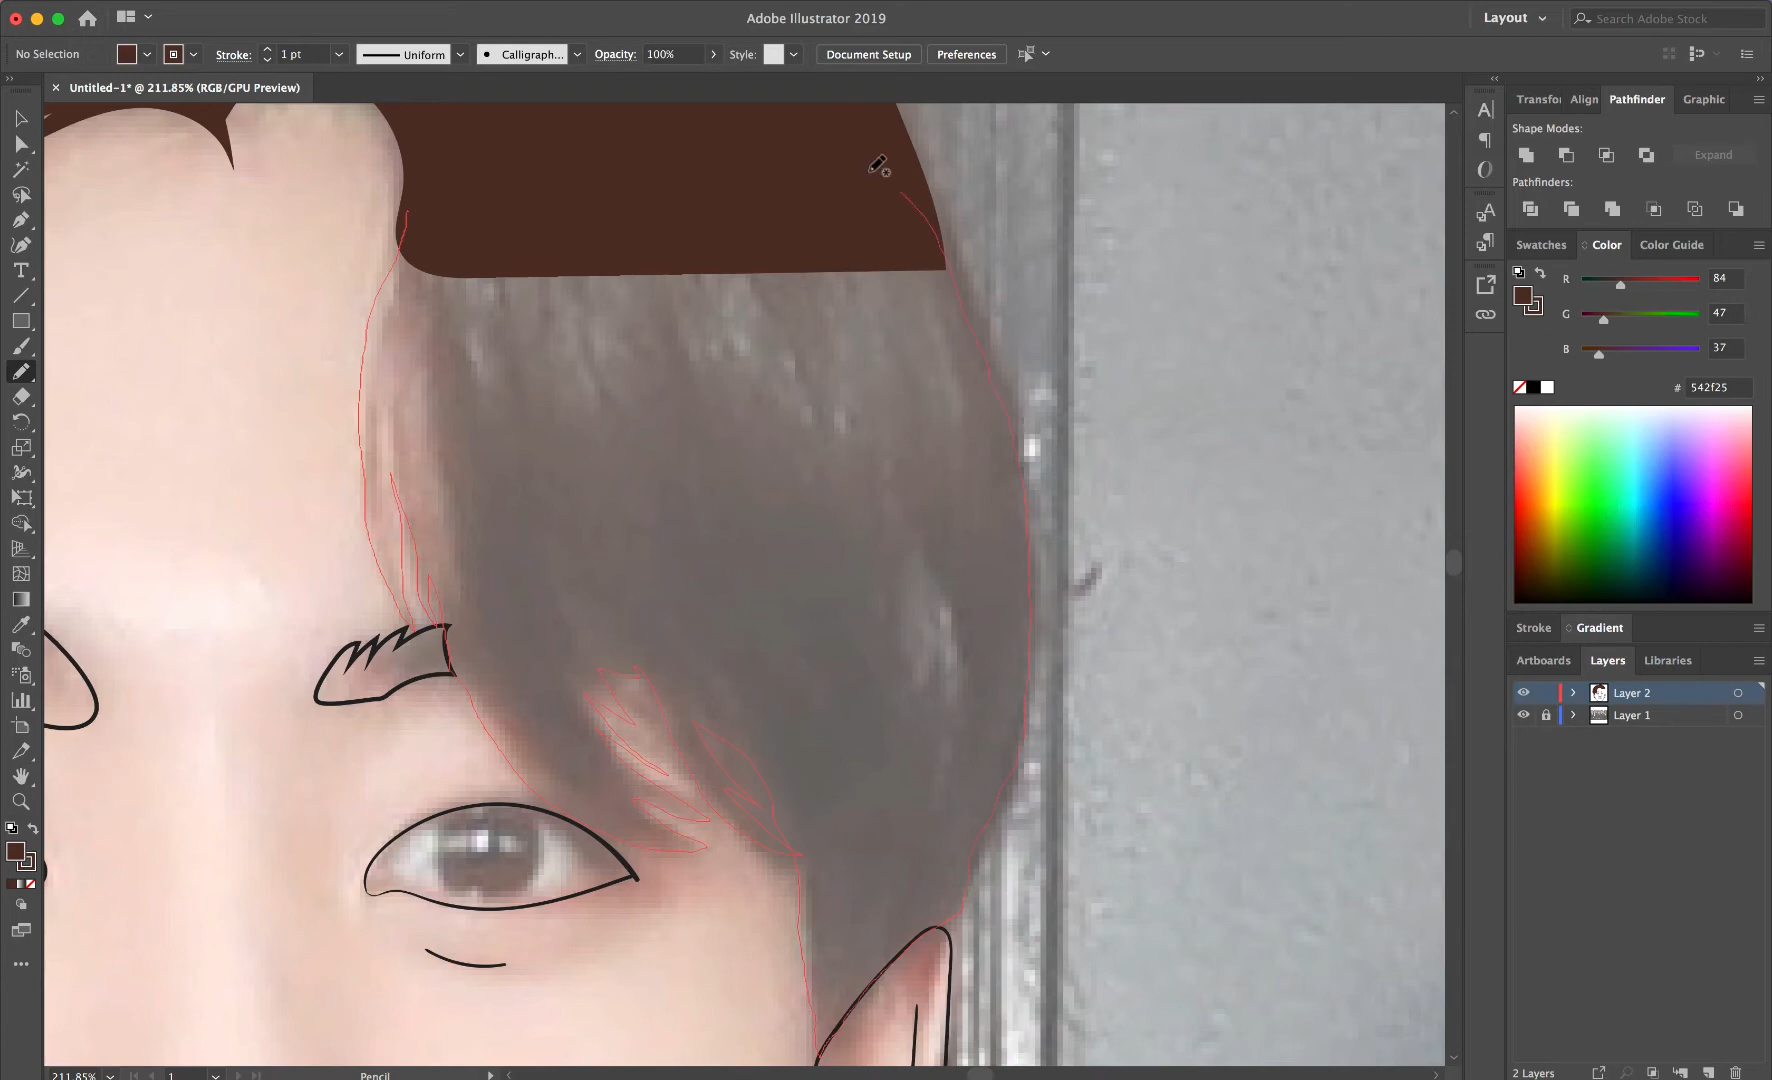 Adobe Illustrator 2019
Layout
Search Adobe Stock
No Selection
Stroke:
1 pt
Uniform
Calligraph...
Opacity:
100%
Style:
Document Setup
Preferences
Untitled-1* @ 211.85% (RGB/GPU Preview)
Align
Pathfinder
Graphic
Shape Modes:
Expand
Pathfinders:
Swatches
Color
Color Guide
R 84
G 47
B 37
# 542f25
Stroke
Gradient
Artboards
Layers
Libraries
Layer 2
Layer 1
2 Layers
211.85%
1
Pencil